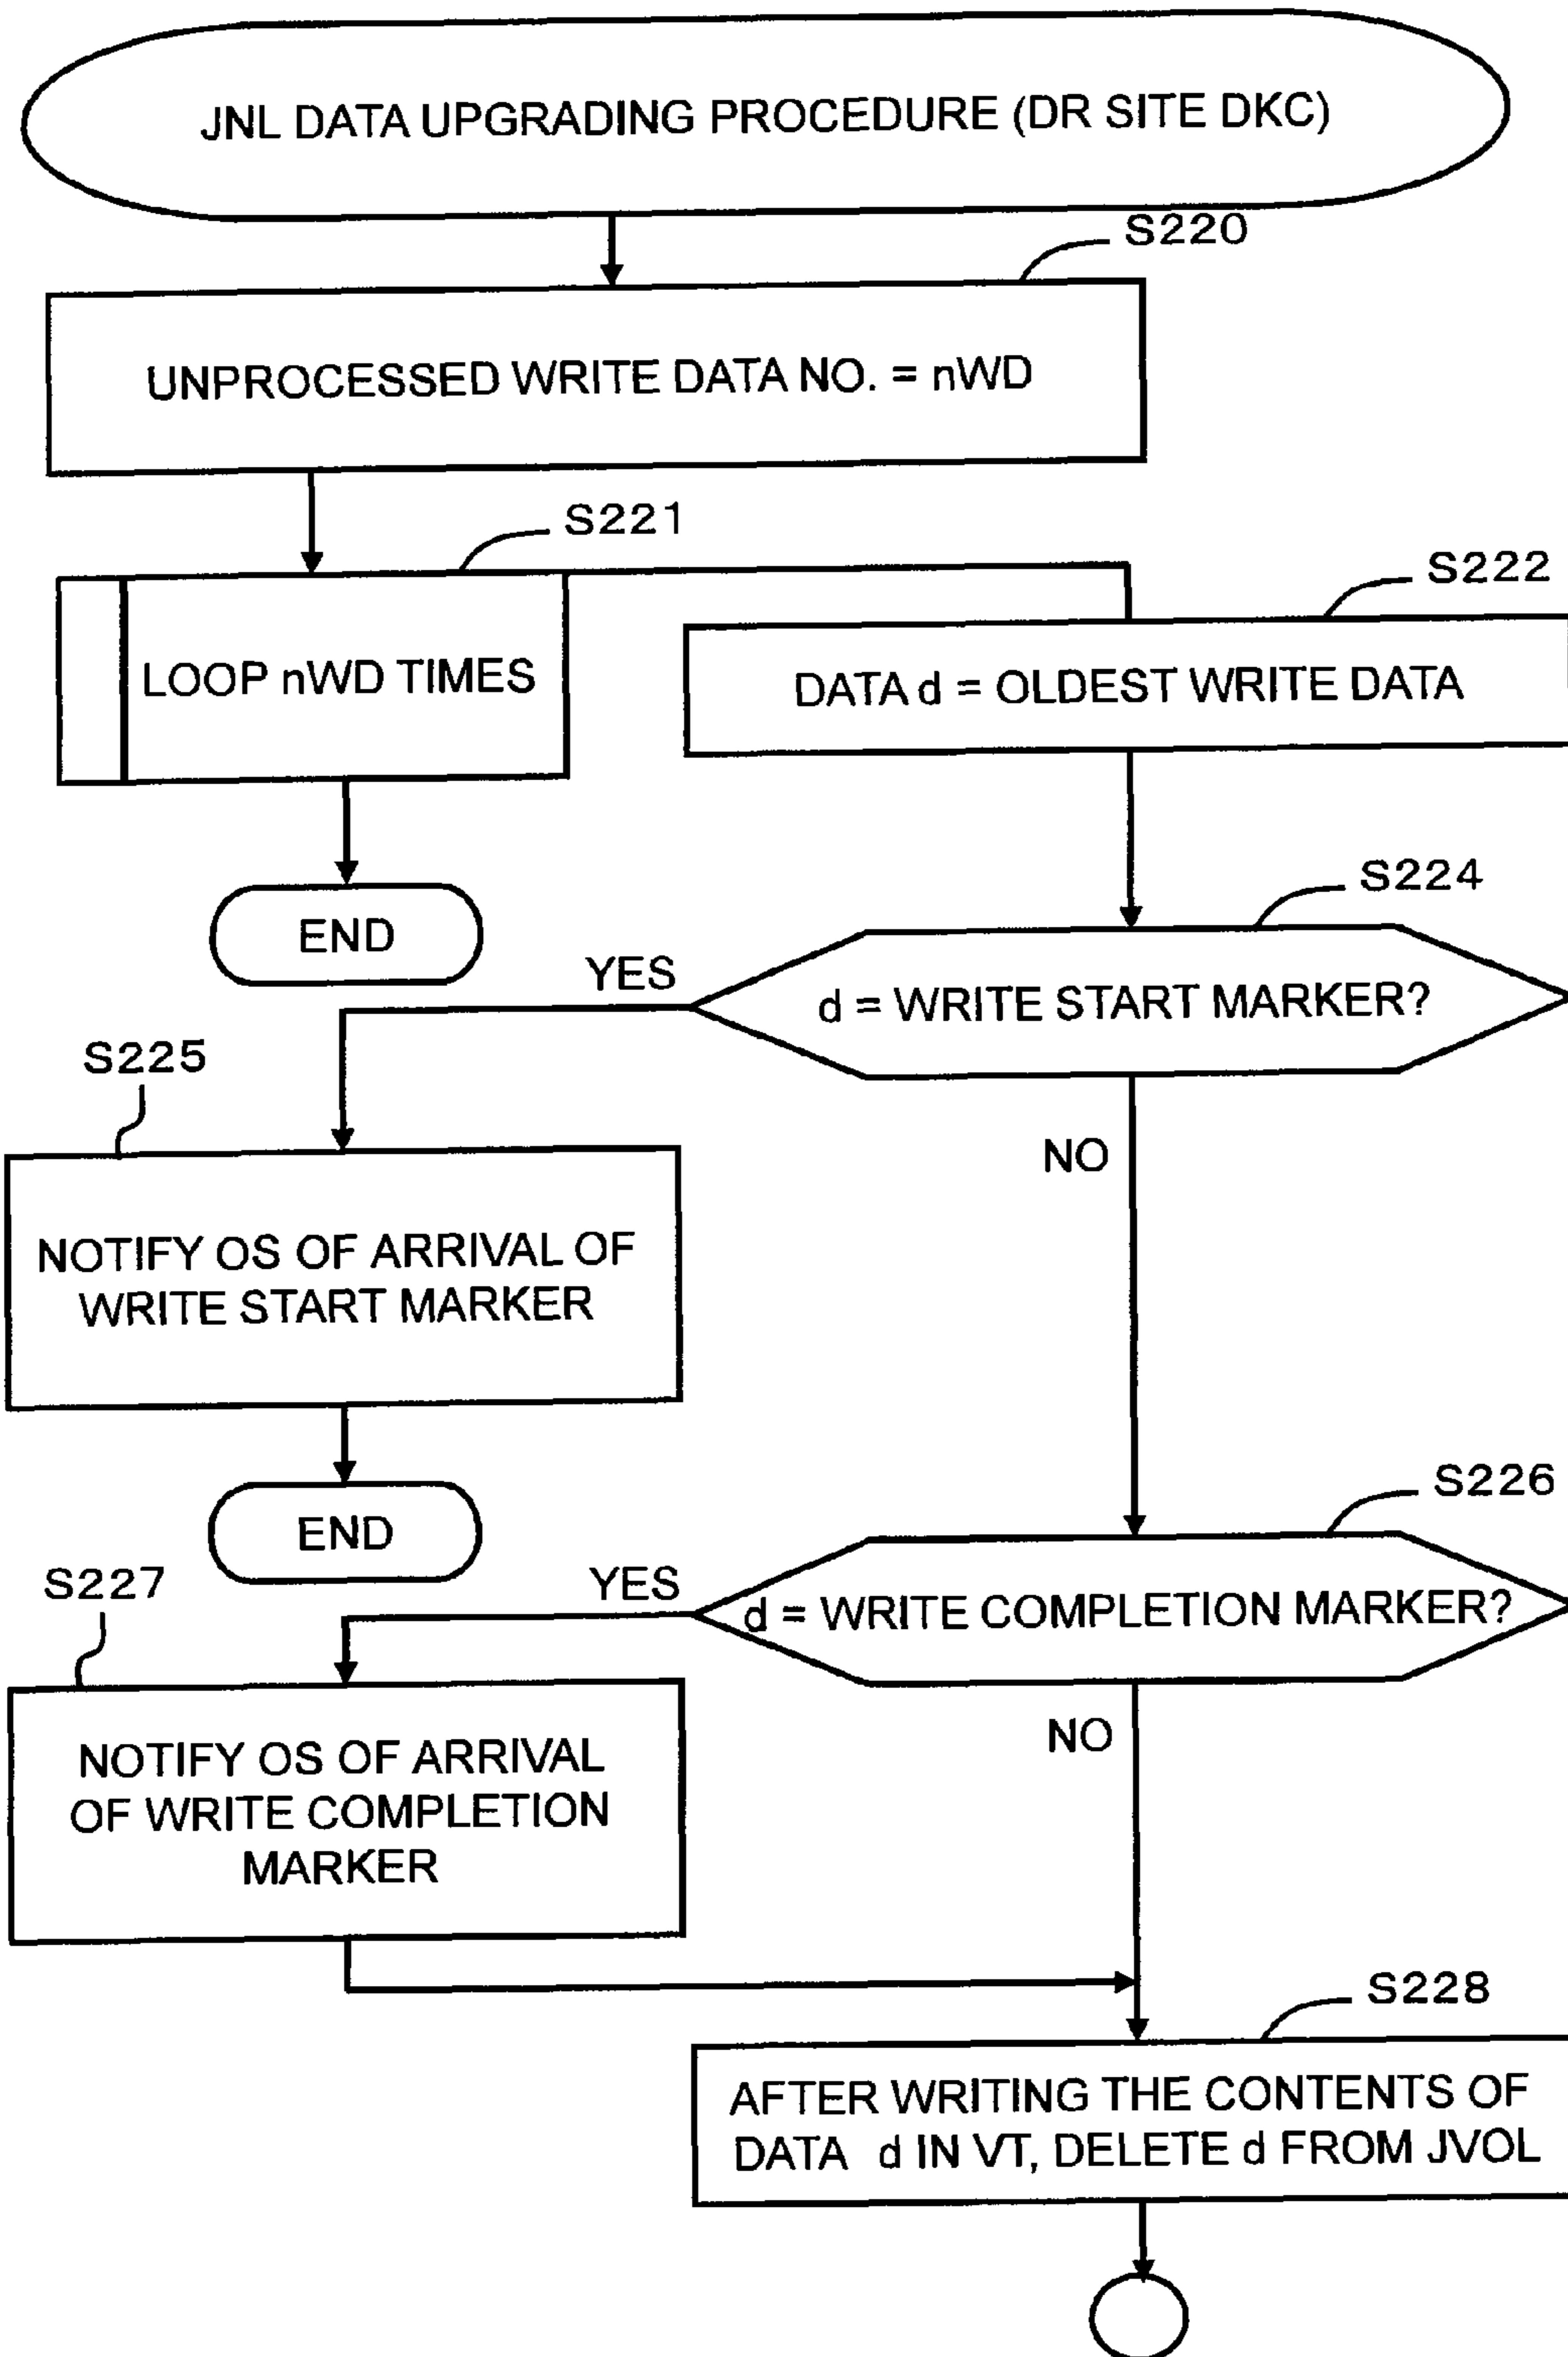 JNL DATA UPGRADING PROCEDURE (DR SITE DKC)
S220
UNPROCESSED WRITE DATA NO. = nWD
S221
LOOP nWD TIMES
S222
DATA d = OLDEST WRITE DATA
END
S224
d = WRITE START MARKER?
YES
NO
S225
NOTIFY OS OF ARRIVAL OF
WRITE START MARKER
END
S226
d = WRITE COMPLETION MARKER?
YES
NO
S227
NOTIFY OS OF ARRIVAL
OF WRITE COMPLETION
MARKER
S228
AFTER WRITING THE CONTENTS OF
DATA d IN VT, DELETE d FROM JVOL